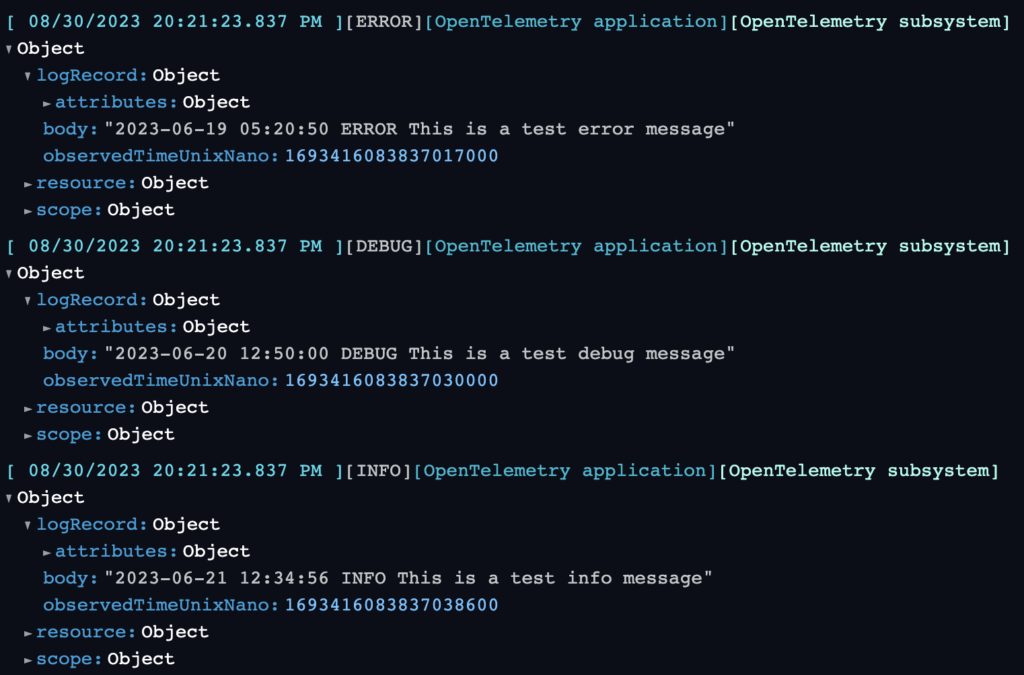 [ 08/30/2023 20:21:23.837 PM ][ERROR][OpenTelemetry application][OpenTelemetry subsystem]
Object
logRecord: Object
attributes: Object
body: "2023-06-19 05:20:50 ERROR This is a test error message"
observedTimeUnixNano: 1693416083837017000
resource: Object
scope: Object
[ 08/30/2023 20:21:23.837 PM ][DEBUG][OpenTelemetry application][OpenTelemetry subsystem]
Object
logRecord: Object
attributes: Object
body: "2023-06-20 12:50:00 DEBUG This is a test debug message"
observedTimeUnixNano: 1693416083837030000
resource: Object
scope: Object
[ 08/30/2023 20:21:23.837 PM ][INFO][OpenTelemetry application][OpenTelemetry subsystem]
Object
logRecord: Object
attributes: Object
body: "2023-06-21 12:34:56 INFO This is a test info message"
observedTimeUnixNano: 1693416083837038600
resource: Object
scope: Object